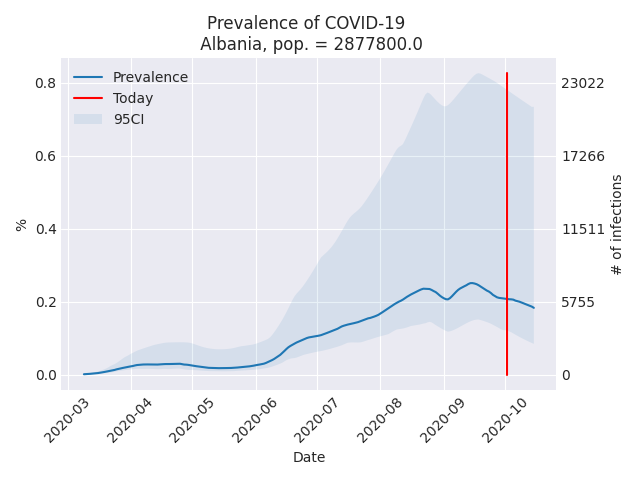 Prevalence of COVID-19
Albania, pop. = 2877800.0
Prevalence
Today
95CI
0.8
0.6
0.4
0.2
0.0
%
23022
17266
11511
5755
0
# of infections
2020-03
2020-04
2020-05
2020-06
2020-07
2020-08
2020-09
2020-10
Date